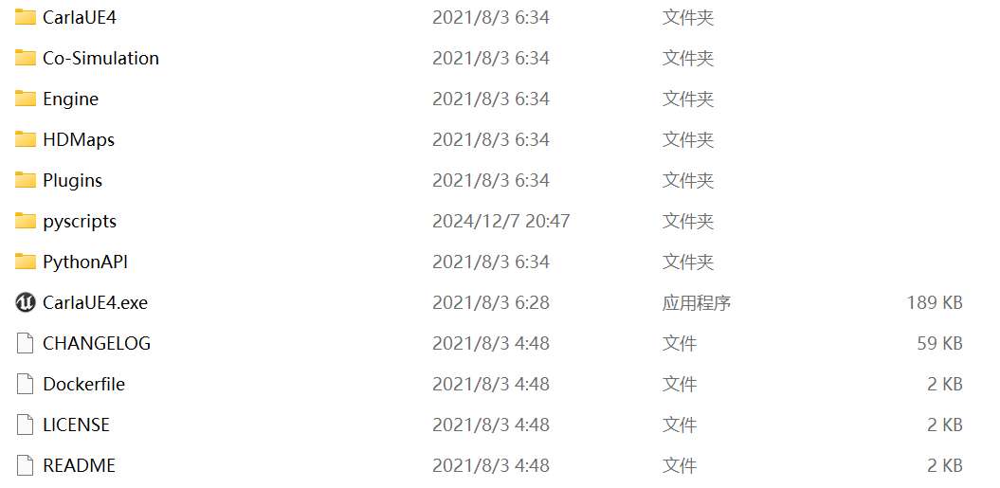 CarlaUE4 2021/8/3 6:34 文件夹
Co-Simulation 2021/8/3 6:34 文件夹
Engine 2021/8/3 6:34 文件夹
HDMaps 2021/8/3 6:34 文件夹
Plugins 2021/8/3 6:34 文件夹
pyscripts 2024/12/7 20:47 文件夹
PythonAPI 2021/8/3 6:34 文件夹
CarlaUE4.exe 2021/8/3 6:28 应用程序 189 KB
CHANGELOG 2021/8/3 4:48 文件 59 KB
Dockerfile 2021/8/3 4:48 文件 2 KB
LICENSE 2021/8/3 4:48 文件 2 KB
README 2021/8/3 4:48 文件 2 KB